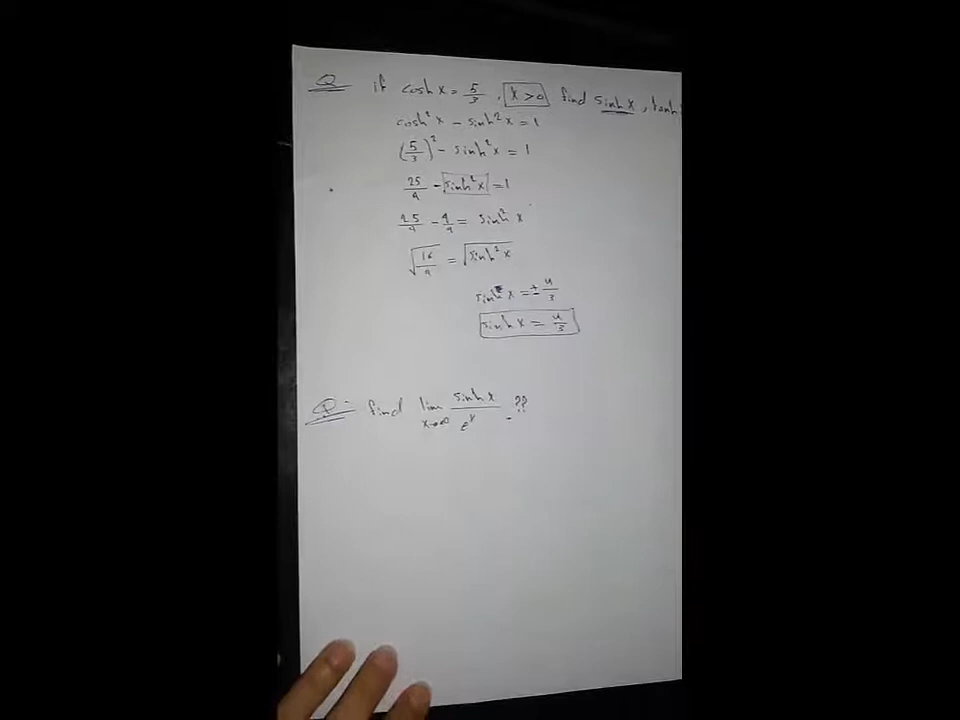 Q if cosh x = 5/3 , x > 0 find sinh x , tanh
cosh² x - sinh² x = 1
(5/3)² - sinh² x = 1
25/9 - sinh² x = 1
25/9 - 9/9 = sinh² x
√16/9 = √sinh² x
sinh x = ± 4/3
sinh x = 4/3
Q: find lim x→∞ sinh x / eˣ ??